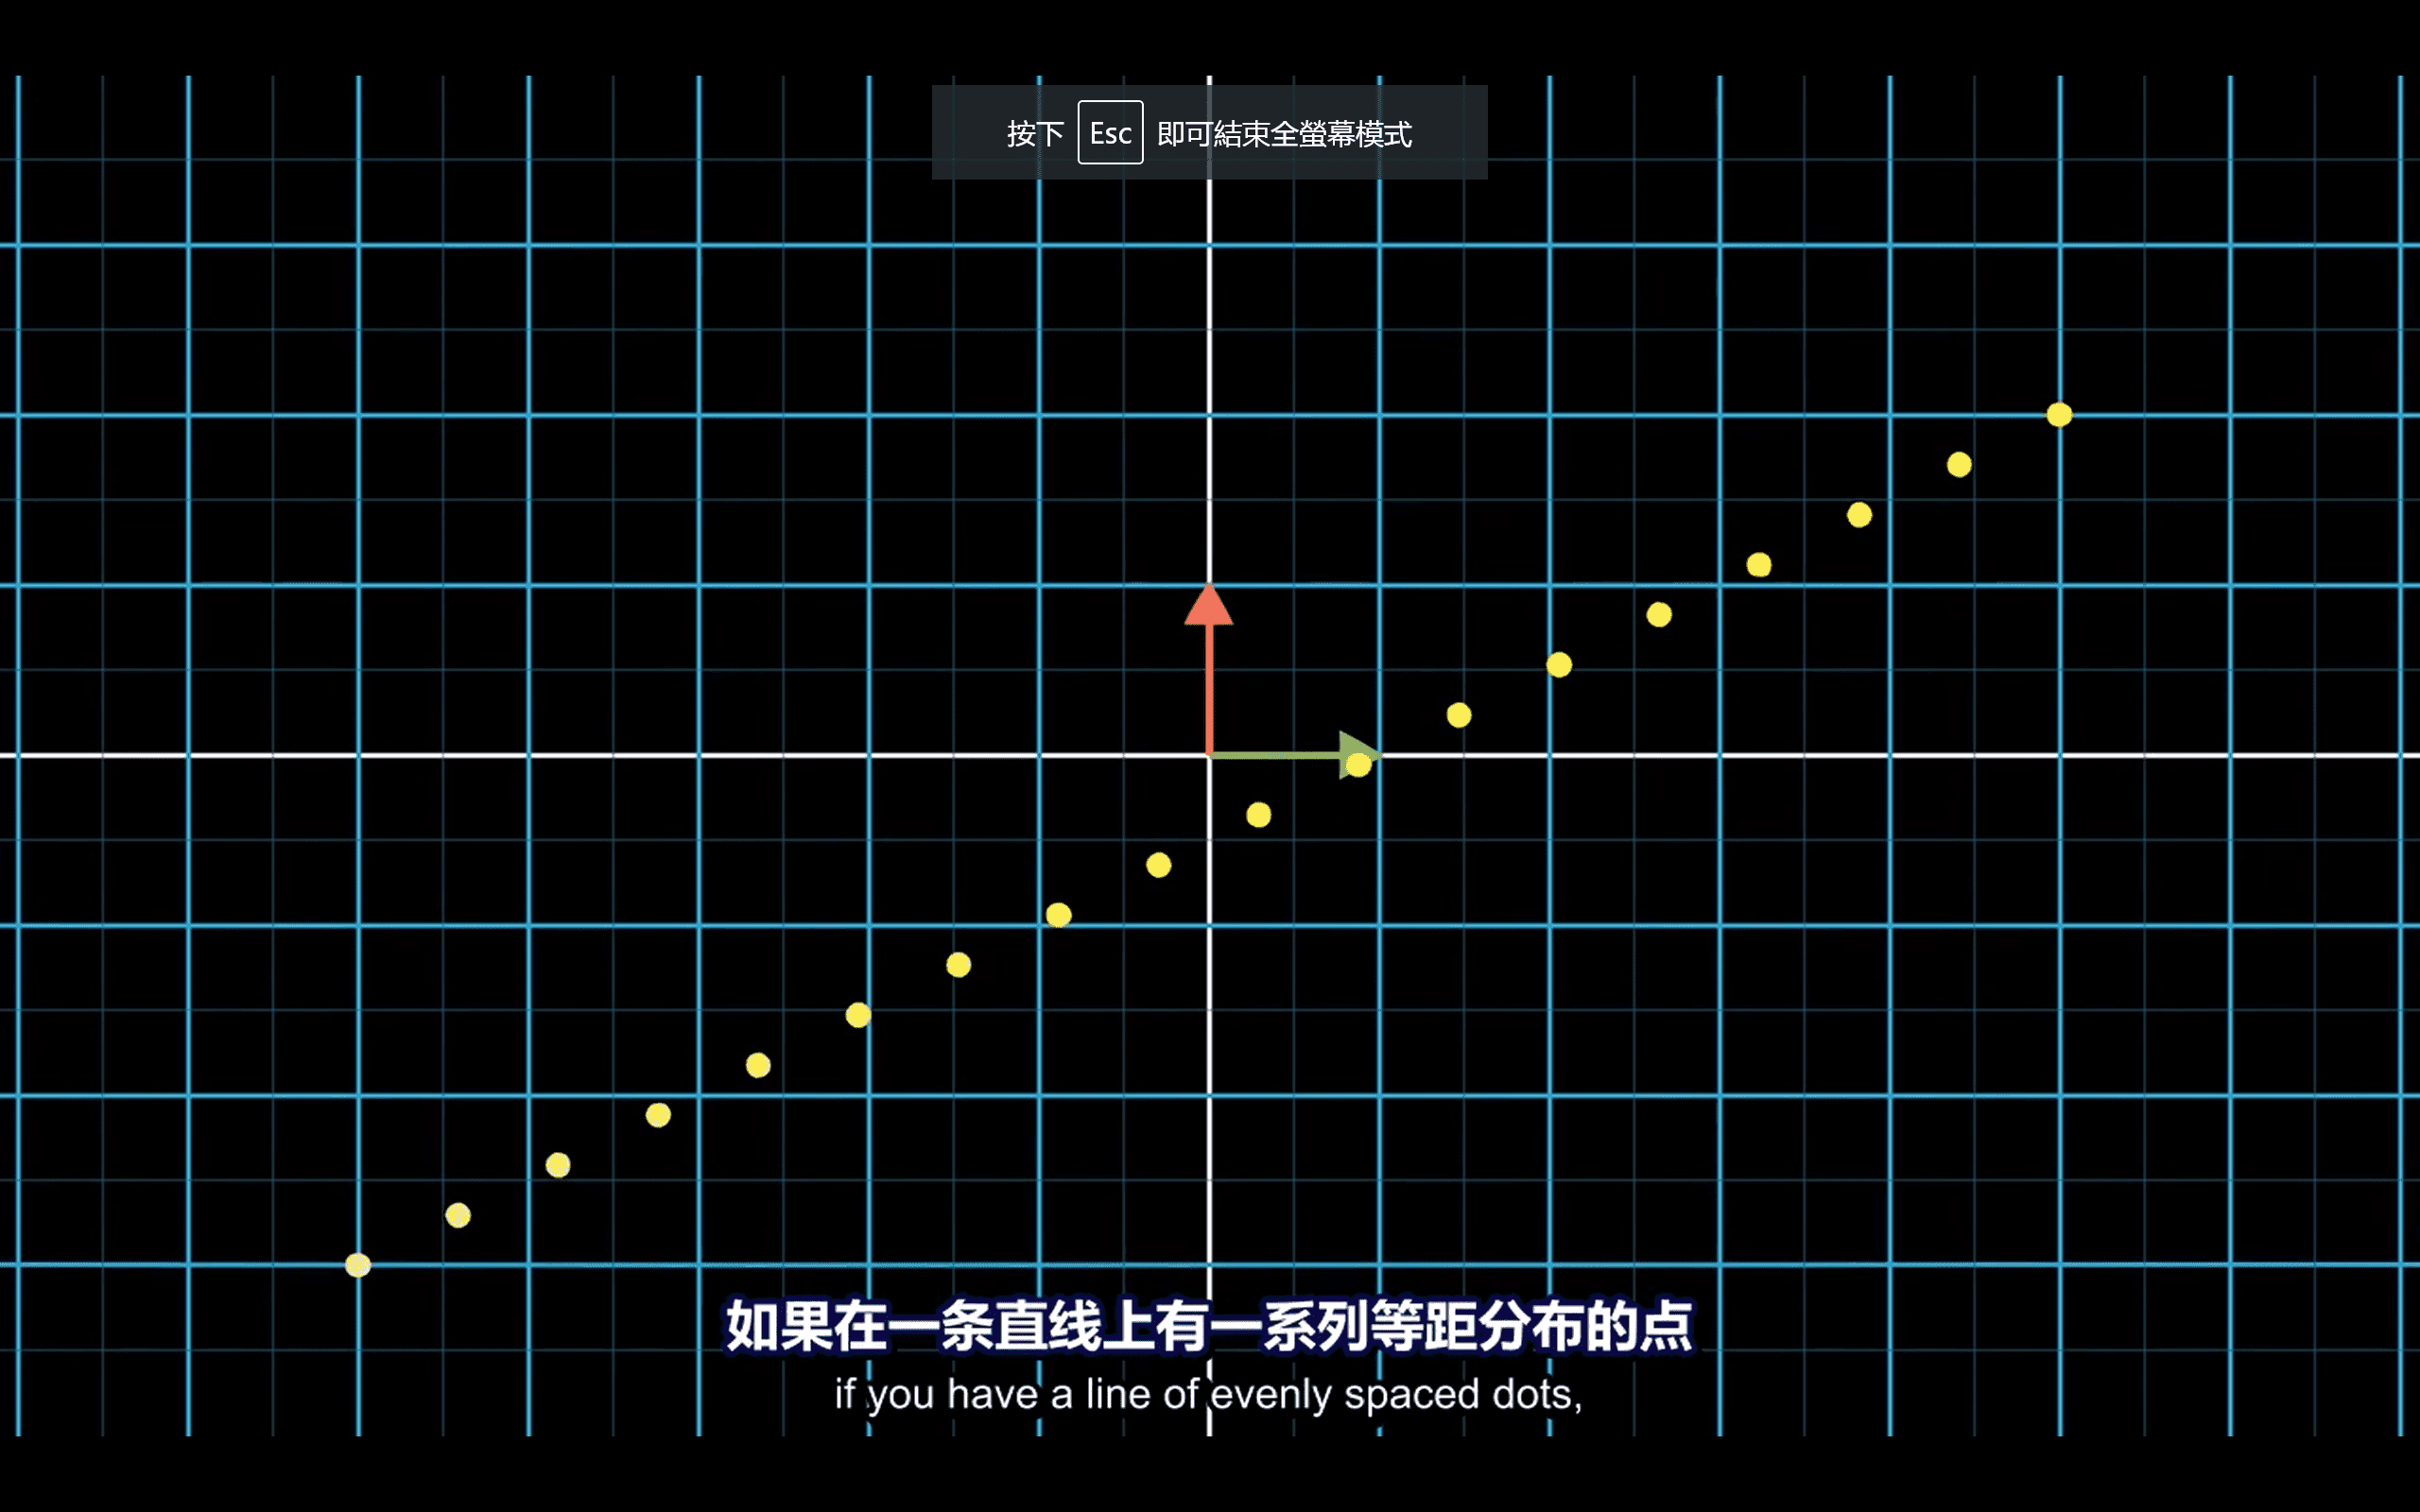 按下 Esc 即可結束全螢幕模式
如果在一条直线上有一系列等距分布的点
if you have a line of evenly spaced dots,